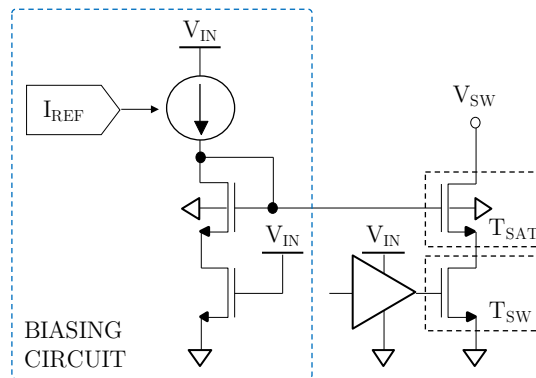 V_IN
I_REF
V_SW
T_SAT
V_IN
V_IN
T_SW
BIASING
CIRCUIT